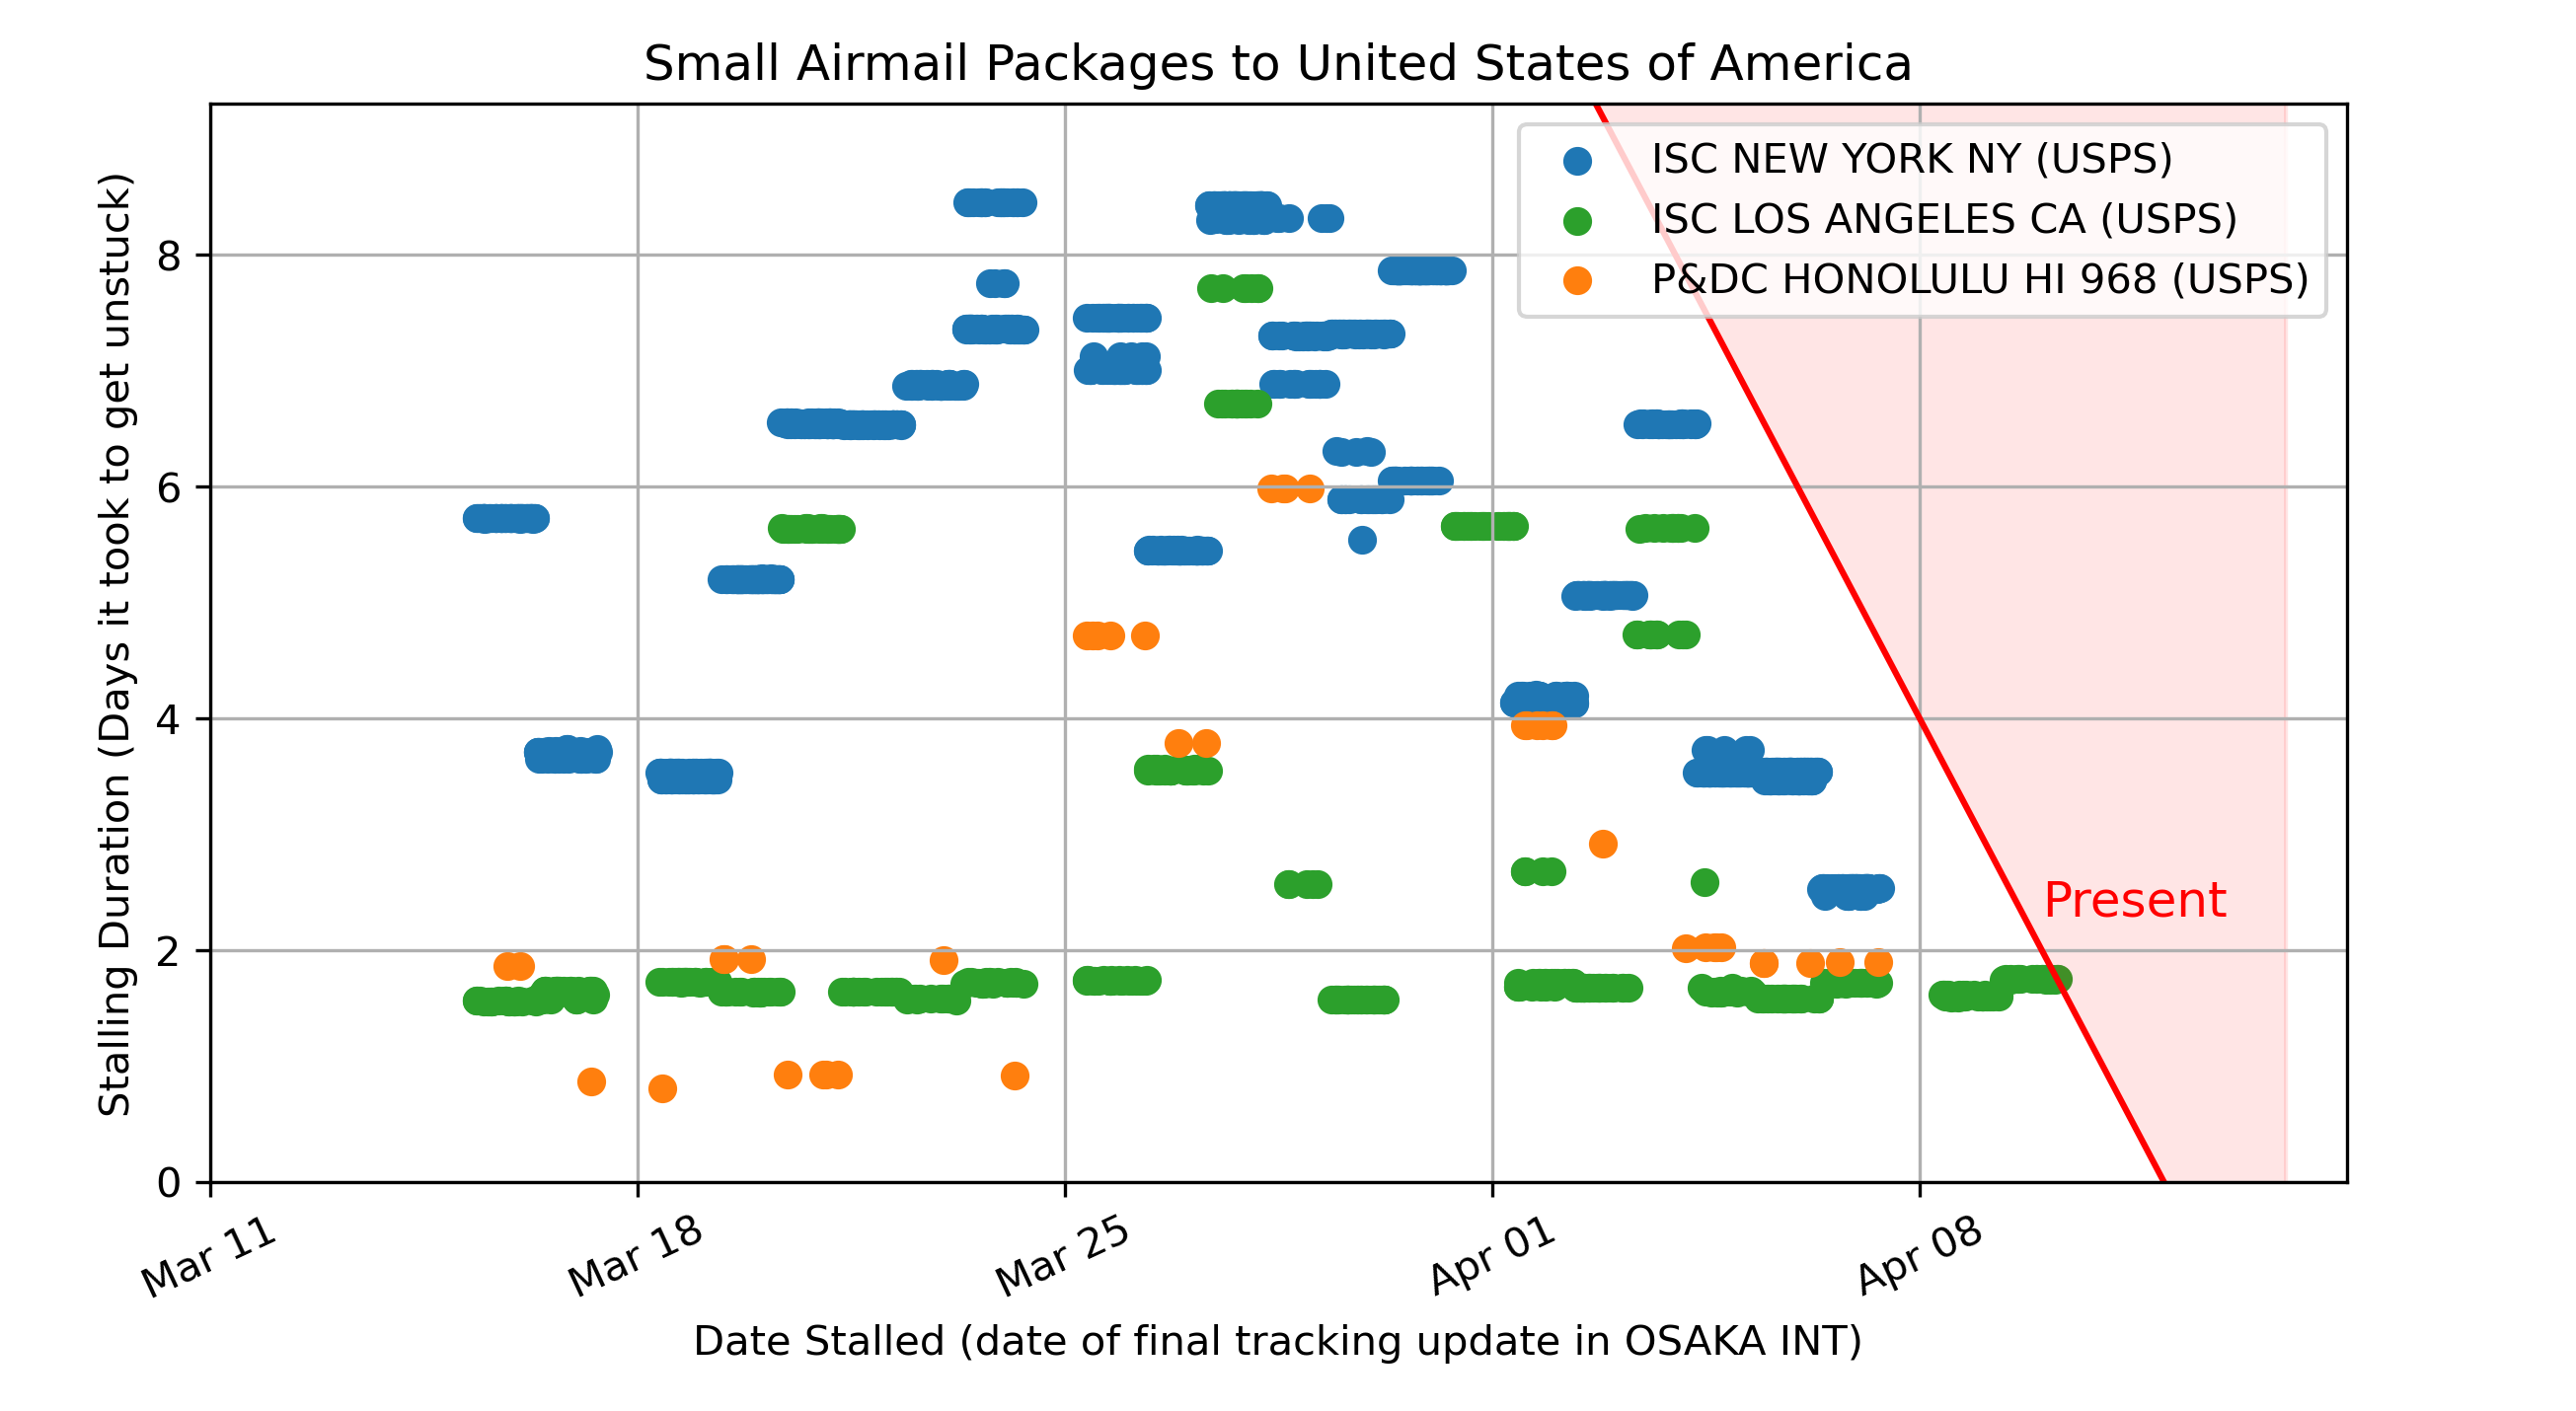 Small Airmail Packages to United States of America
Stalling Duration (Days it took to get unstuck)
8
6
4
2
0
ISC NEW YORK NY (USPS)
ISC LOS ANGELES CA (USPS)
P&DC HONOLULU HI 968 (USPS)
Present
Mar 11
Mar 18
Mar 25
Apr 01
Apr 08
Date Stalled (date of final tracking update in OSAKA INT)